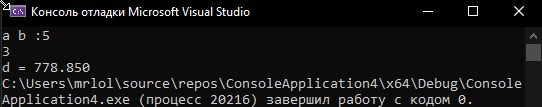 Консоль отладки Microsoft Visual Studio
a b :5
3
d = 778.850
C:\Users\mrlol\source\repos\ConsoleApplication4\x64\Debug\Console
Application4.exe (процесс 20216) завершил работу с кодом 0.